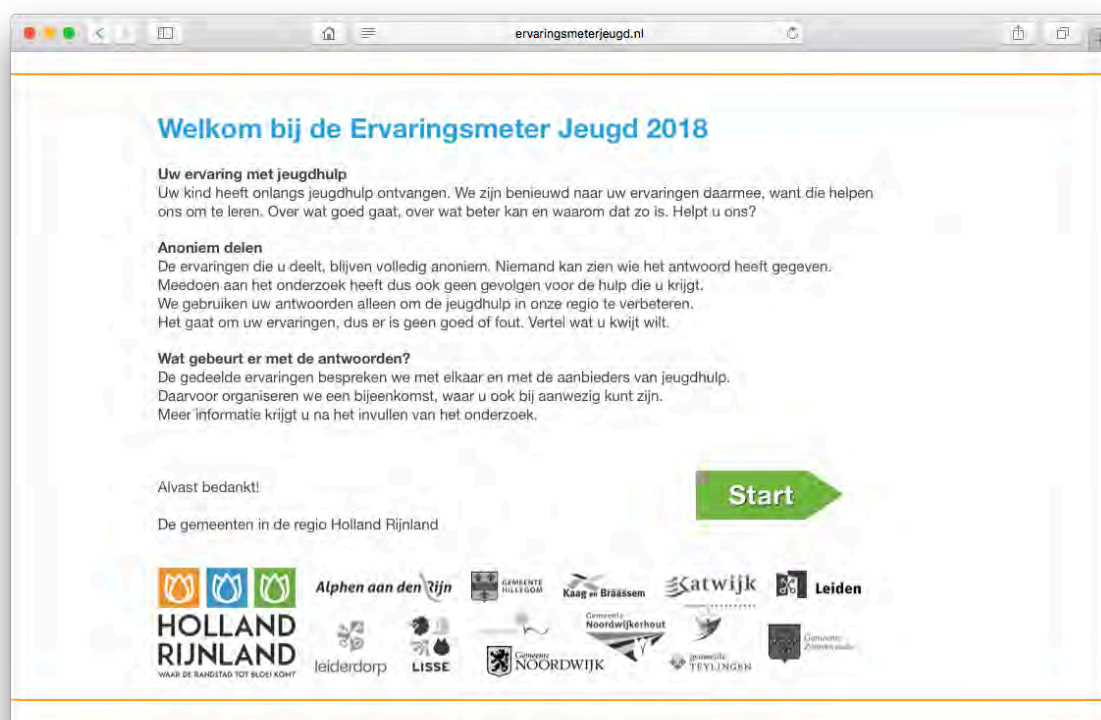 ervaringsmeterjeugd.nl
Welkom bij de Ervaringsmeter Jeugd 2018
Uw ervaring met jeugdhulp
Uw kind heeft onlangs jeugdhulp ontvangen. We zijn benieuwd naar uw ervaringen daarmee, want die helpen
ons om te leren. Over wat goed gaat, over wat beter kan en waarom dat zo is. Helpt u ons?
Anoniem delen
De ervaringen die u deelt, blijven volledig anoniem. Niemand kan zien wie het antwoord heeft gegeven.
Meedoen aan het onderzoek heeft dus ook geen gevolgen voor de hulp die u krijgt.
We gebruiken uw antwoorden alleen om de jeugdhulp in onze regio te verbeteren.
Het gaat om uw ervaringen, dus er is geen goed of fout. Vertel wat u kwijt wilt.
Wat gebeurt er met de antwoorden?
De gedeelde ervaringen bespreken we met elkaar en met de aanbieders van jeugdhulp.
Daarvoor organiseren we een bijeenkomst, waar u ook bij aanwezig kunt zijn.
Meer informatie krijgt u na het invullen van het onderzoek.
Alvast bedankt!
Start
De gemeenten in de regio Holland Rijnland
HOLLAND
RIJNLAND
WAAR DE RANDSTAD TOT BLOEI KOMT
Alphen aan den Rijn
GEMEENTE
HILLEGOM
Kaag en Braassem
Katwijk
Leiden
leiderdorp
LISSE
Gemeente
NOORDWIJK
Gemeente
Noordwijkerhout
gemeente
TEYLINGEN
Gemeente